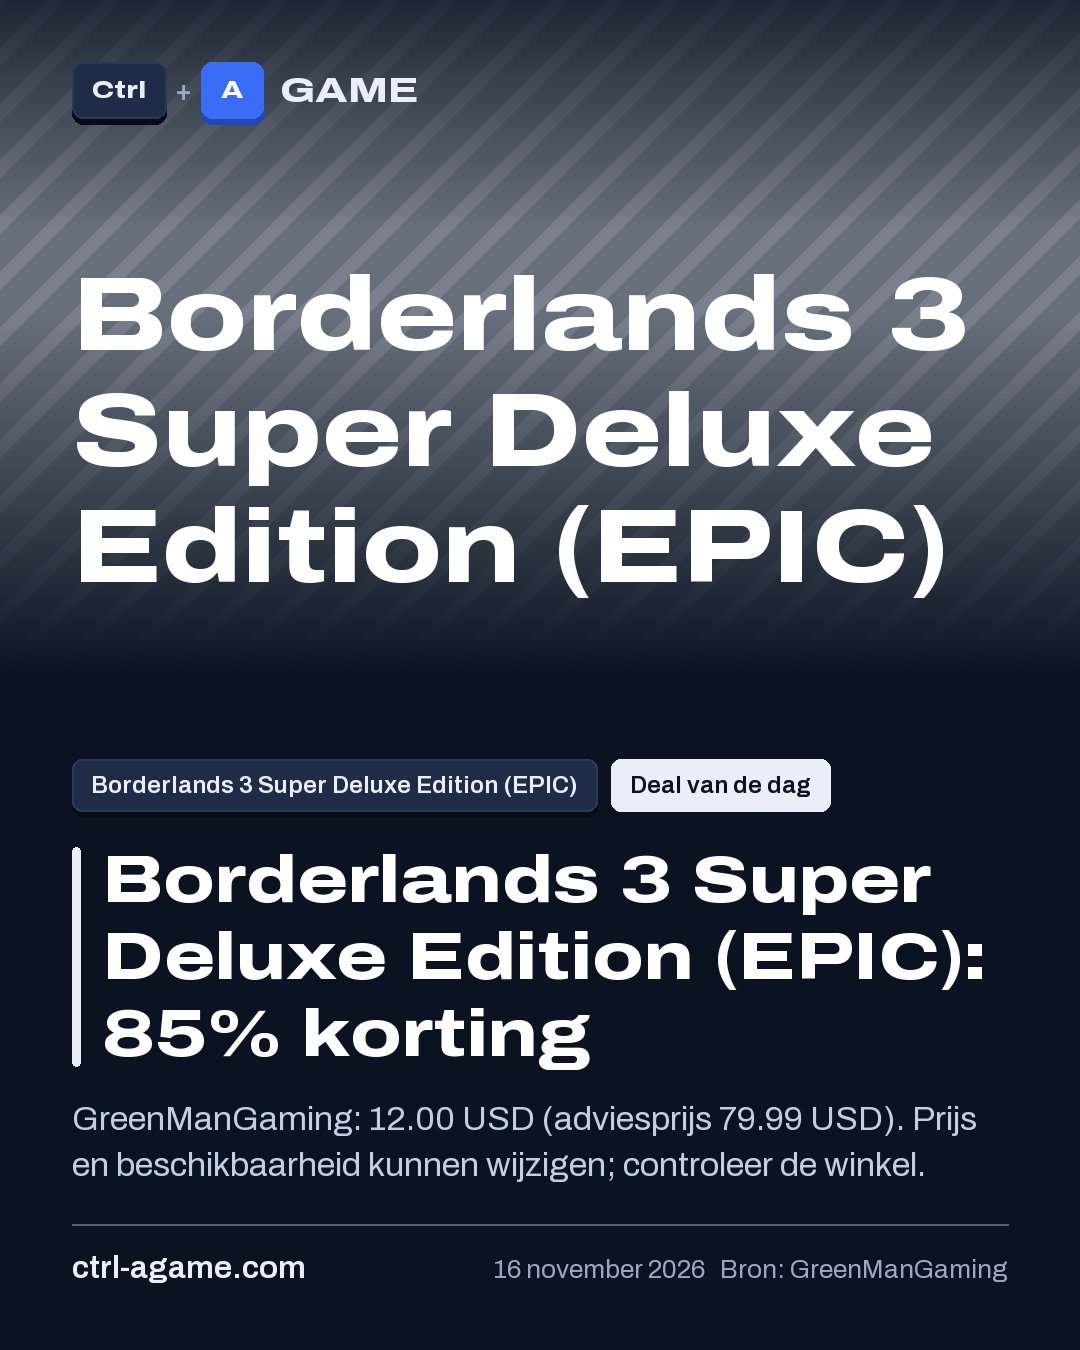 Ctrl + A GAME
Borderlands 3
Super Deluxe
Edition (EPIC)
Borderlands 3 Super Deluxe Edition (EPIC) Deal van de dag
Borderlands 3 Super
Deluxe Edition (EPIC):
85% korting
GreenManGaming: 12.00 USD (adviesprijs 79.99 USD). Prijs
en beschikbaarheid kunnen wijzigen; controleer de winkel.
ctrl-agame.com 16 november 2026 Bron: GreenManGaming